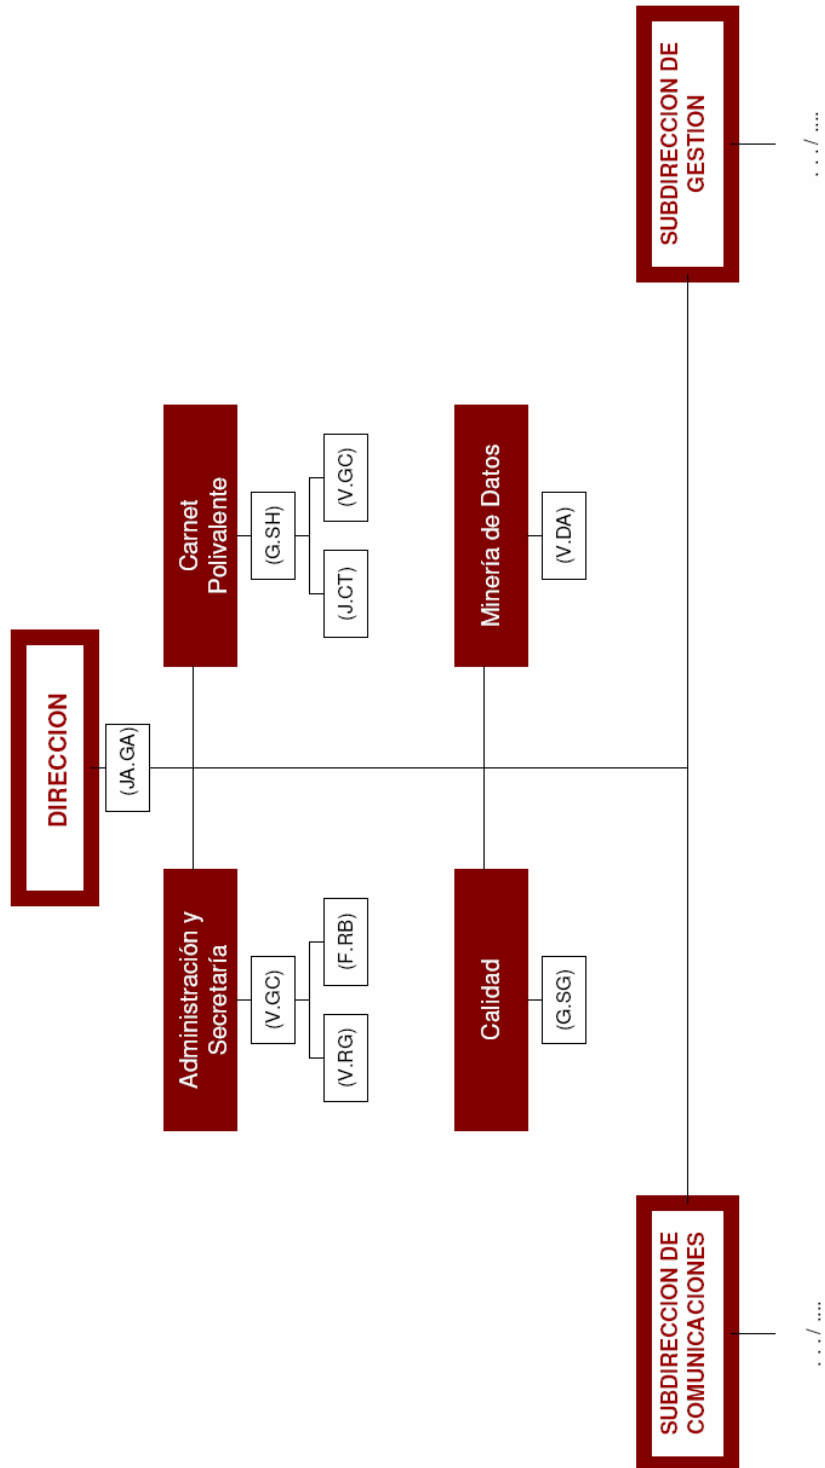 DIRECCION
(JA.GA)
Administración y
Secretaría
(V.GC)
(V.RG)
(F.RB)
Carnet
Polivalente
(G.SH)
(J.CT)
(V.GC)
Calidad
(G.SG)
Minería de Datos
(V.DA)
SUBDIRECCION DE
COMUNICACIONES
. . ./ ....
SUBDIRECCION DE
GESTION
. . ./ ....